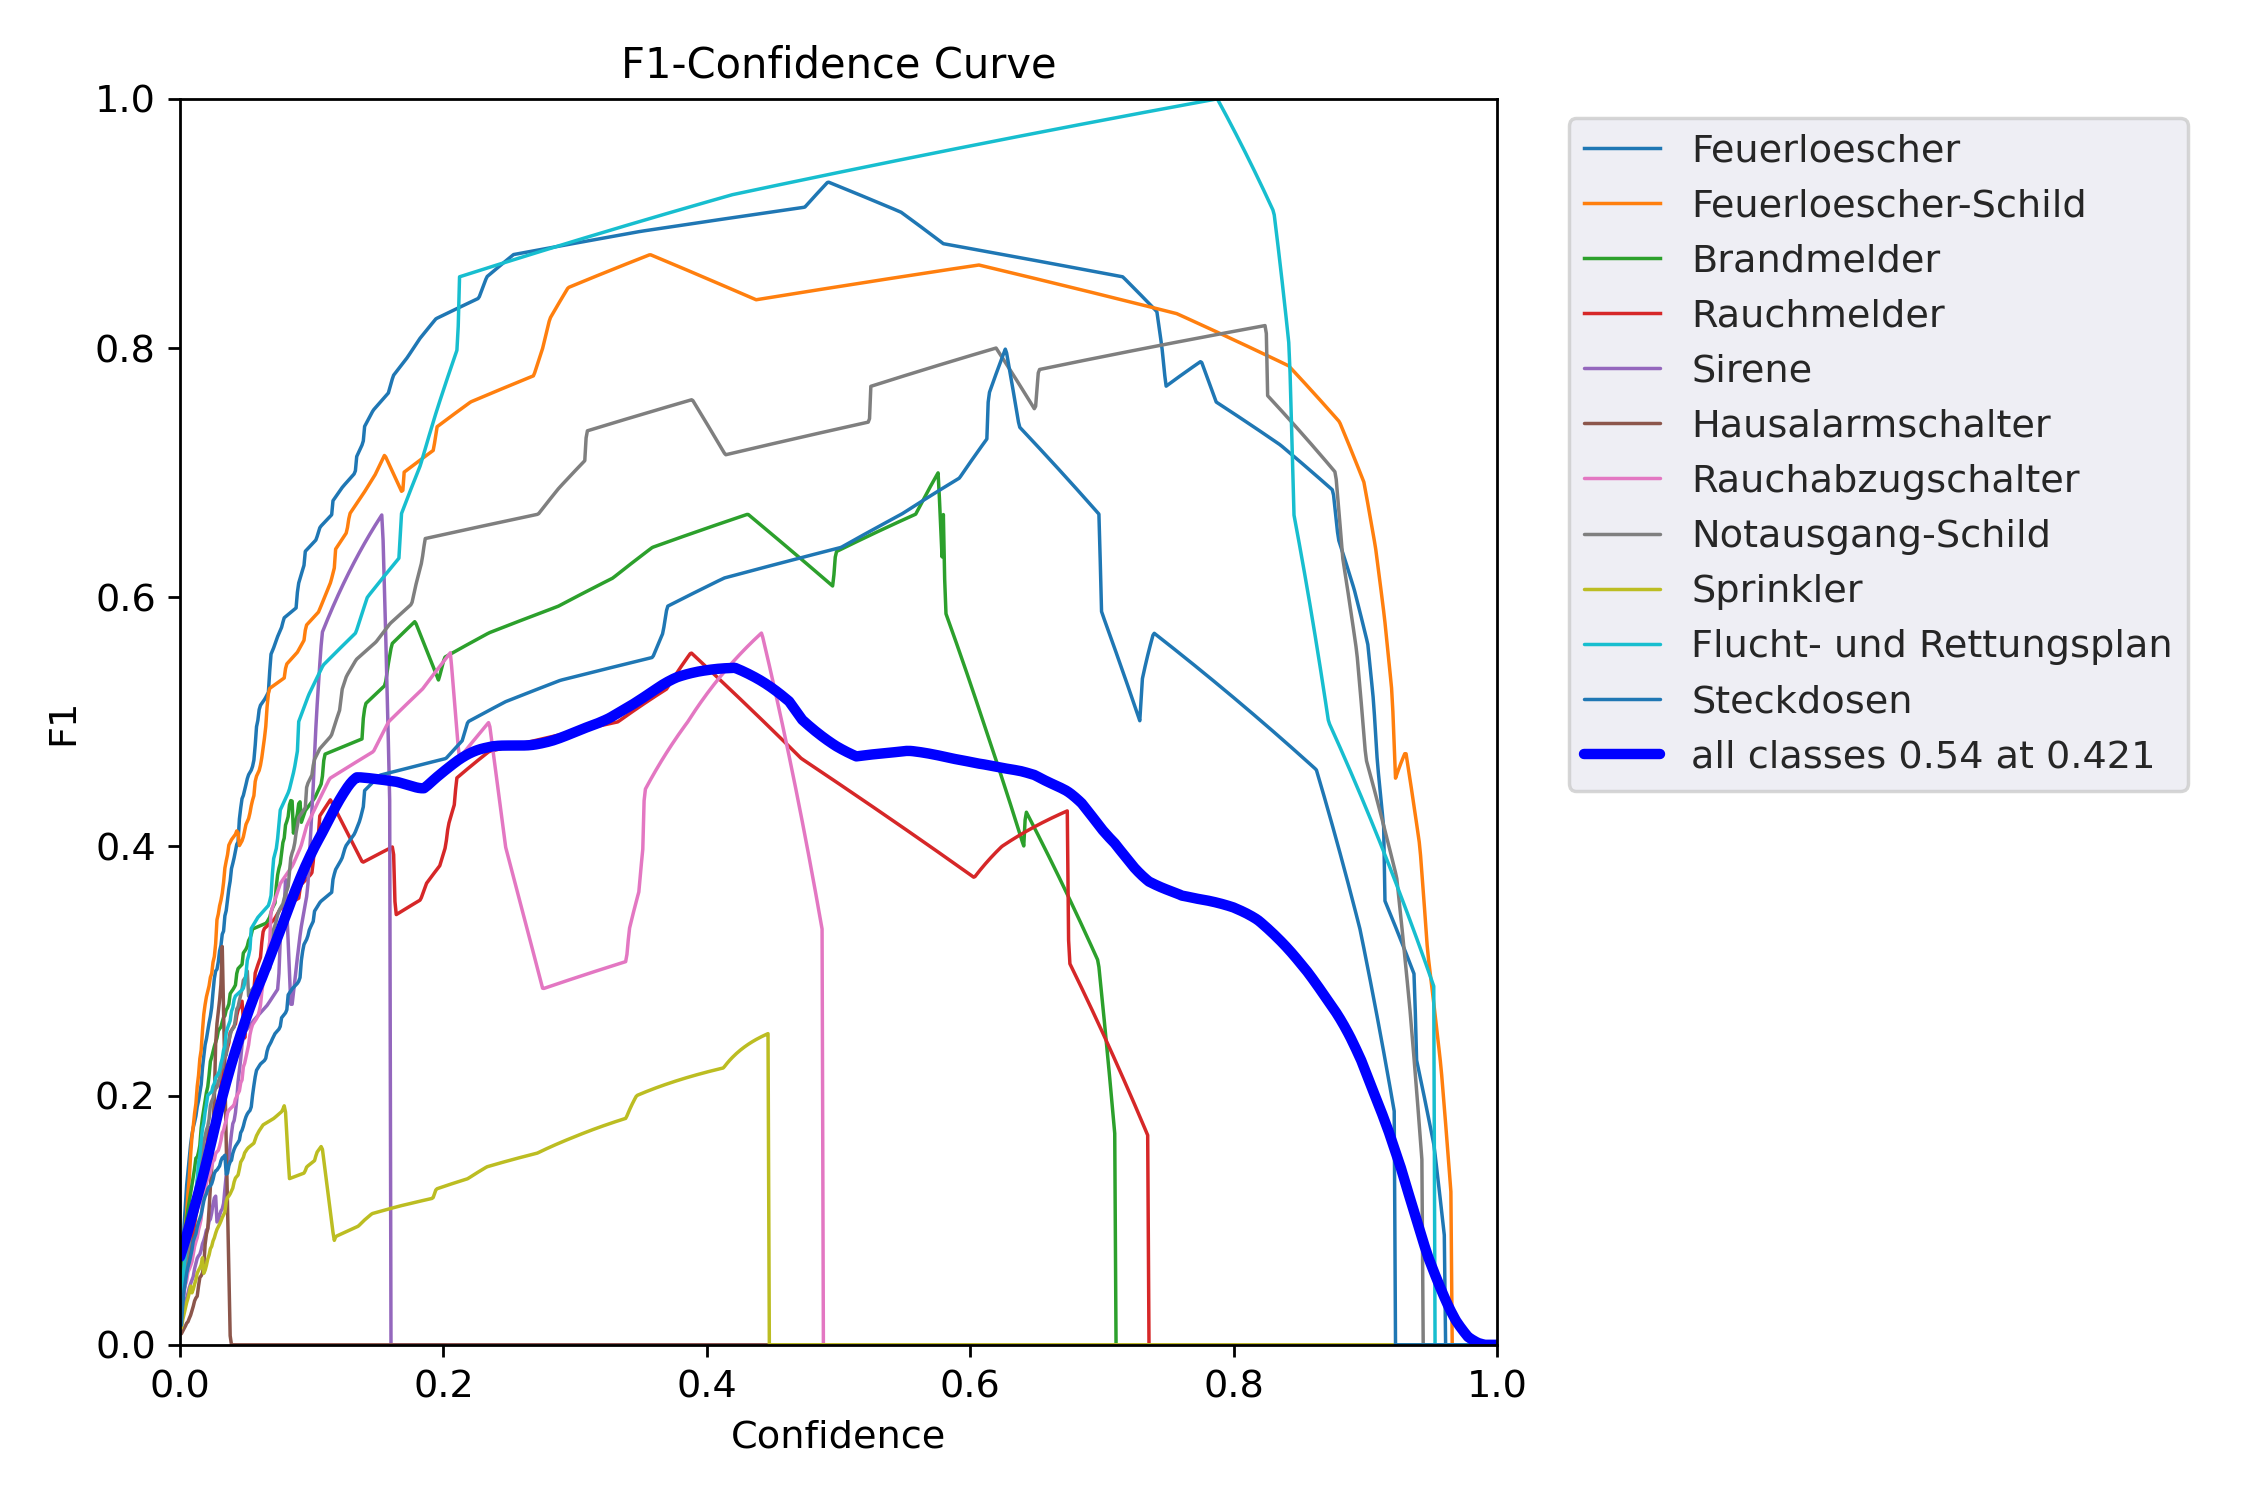 F1-Confidence Curve
1.0
0.8
0.6
0.4
0.2
0.0
F1
0.0 0.2 0.4 0.6 0.8 1.0
Confidence
Feuerloescher
Feuerloescher-Schild
Brandmelder
Rauchmelder
Sirene
Hausalarmschalter
Rauchabzugschalter
Notausgang-Schild
Sprinkler
Flucht- und Rettungsplan
Steckdosen
all classes 0.54 at 0.421